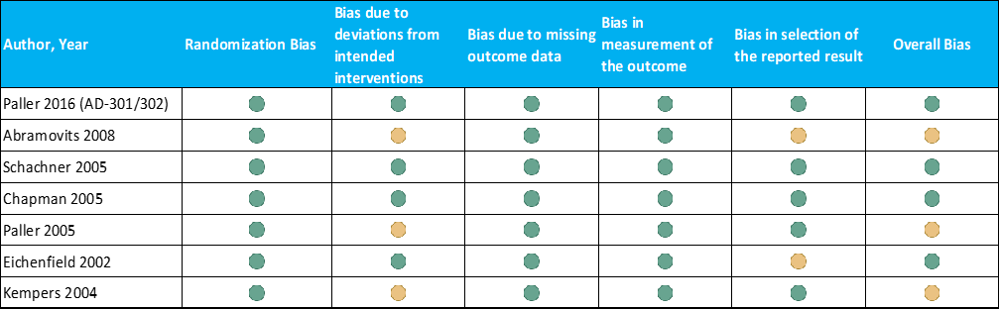 Author, Year
Randomization Bias
Bias due to
deviations from
intended
interventions
Bias due to missing
outcome data
Bias in
measurement of
the outcome
Bias in selection of
the reported result
Overall Bias
Paller 2016 (AD-301/302)
Abramovits 2008
Schachner 2005
Chapman 2005
Paller 2005
Eichenfield 2002
Kempers 2004